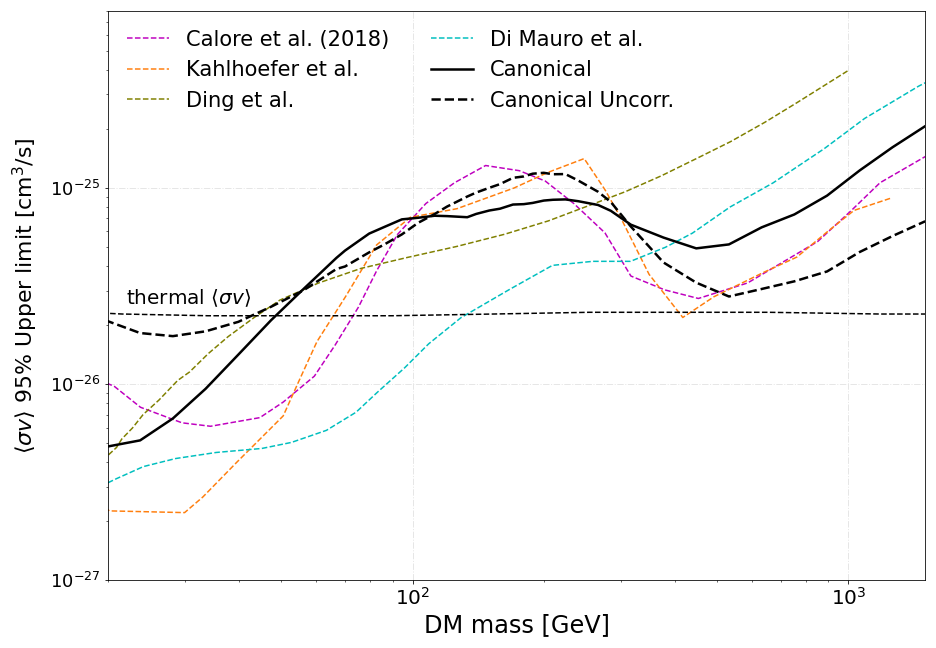 Calore et al. (2018)
Kahlhoefer et al.
Ding et al.
Di Mauro et al.
Canonical
Canonical Uncorr.
⟨σv⟩ 95% Upper limit [cm³/s]
10⁻²⁵
10⁻²⁶
10⁻²⁷
thermal ⟨σv⟩
10²
10³
DM mass [GeV]